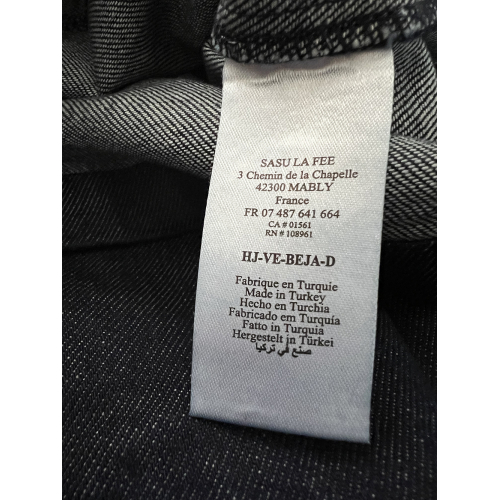 SASU LA FEE
3 Chemin de la Chapelle
42300 MABLY
France
FR 07 487 641 664
CA # 01561
RN # 108961
HJ-VE-BEJA-D
Fabrique en Turquie
Made in Turkey
Hecho en Turchia
Fabricado em Turquía
Fatto in Turquia
Hergestelt in Türkei
صنع في تركيا